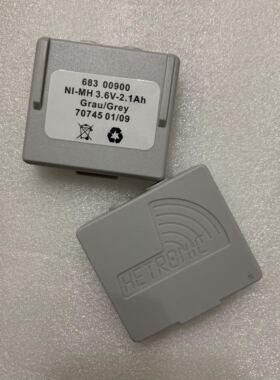 683 00900
NI-MH 3.6V-2.1Ah
Grau/Grey
70745 01/09
HETRONIC